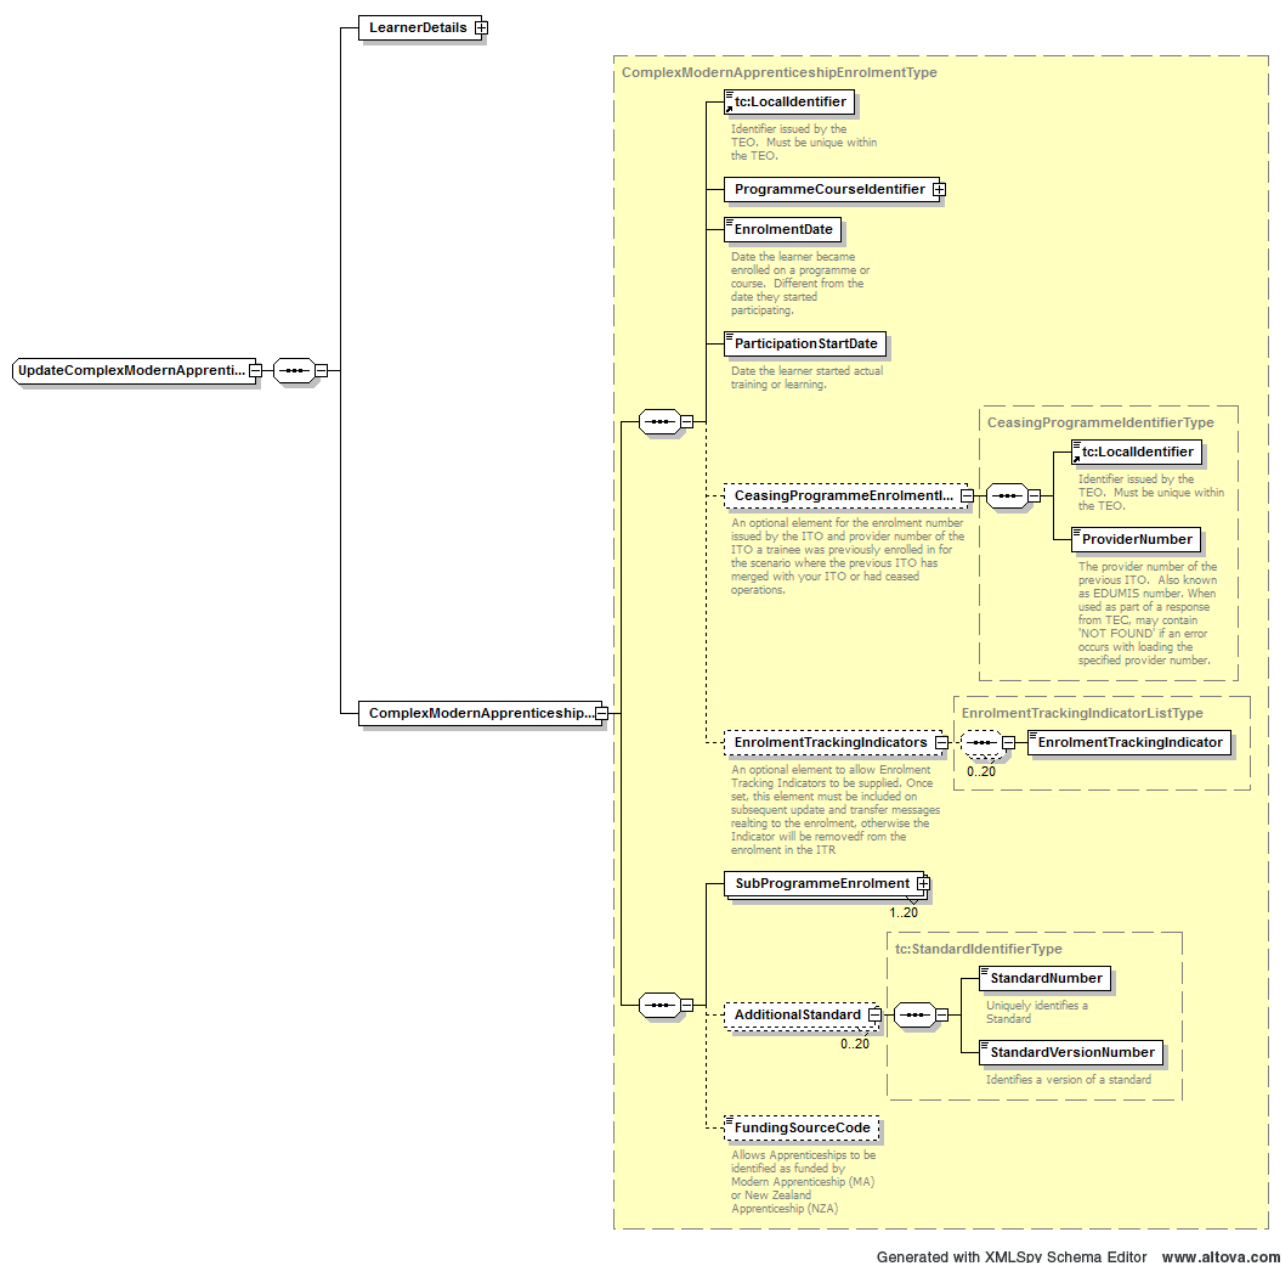 LearnerDetails
ComplexModernApprenticeshipEnrolmentType
tc:LocalIdentifier
Identifier issued by the
TEO.  Must be unique within
the TEO.
ProgrammeCourseIdentifier
EnrolmentDate
Date the learner became
enrolled on a programme or
course.  Different from the
date they started
participating.
ParticipationStartDate
Date the learner started actual
training or learning.
UpdateComplexModernApprenti...
CeasingProgrammeIdentifierType
tc:LocalIdentifier
Identifier issued by the
TEO.  Must be unique within
the TEO.
CeasingProgrammeEnrolmentI...
An optional element for the enrolment number
issued by the ITO and provider number of the
ITO a trainee was previously enrolled in for
the scenario where the previous ITO has
merged with your ITO or had ceased
operations.
ProviderNumber
The provider number of the
previous ITO.  Also known
as EDUMIS number. When
used as part of a response
from TEC, may contain
'NOT FOUND' if an error
occurs with loading the
specified provider number.
ComplexModernApprenticeship...
EnrolmentTrackingIndicatorListType
EnrolmentTrackingIndicators
EnrolmentTrackingIndicator
0..20
An optional element to allow Enrolment
Tracking Indicators to be supplied. Once
set, this element must be included on
subsequent update and transfer messages
realting to the enrolment, otherwise the
Indicator will be removedf rom the
enrolment in the ITR
SubProgrammeEnrolment
1..20
tc:StandardIdentifierType
StandardNumber
Uniquely identifies a
Standard
AdditionalStandard
0..20
StandardVersionNumber
Identifies a version of a standard
FundingSourceCode
Allows Apprenticeships to be
identified as funded by
Modern Apprenticeship (MA)
or New Zealand
Apprenticeship (NZA)
Generated with XMLSpy Schema Editor   www.altova.com